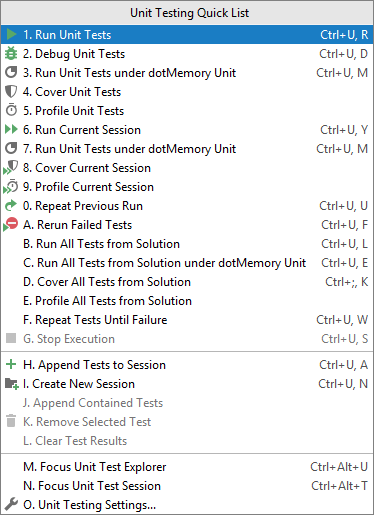 Unit Testing Quick List
1. Run Unit Tests Ctrl+U, R
2. Debug Unit Tests Ctrl+U, D
3. Run Unit Tests under dotMemory Unit Ctrl+U, M
4. Cover Unit Tests
5. Profile Unit Tests
6. Run Current Session Ctrl+U, Y
7. Run Unit Tests under dotMemory Unit Ctrl+U, M
8. Cover Current Session
9. Profile Current Session
0. Repeat Previous Run Ctrl+U, U
A. Rerun Failed Tests Ctrl+U, F
B. Run All Tests from Solution Ctrl+U, L
C. Run All Tests from Solution under dotMemory Unit Ctrl+U, E
D. Cover All Tests from Solution Ctrl+;, K
E. Profile All Tests from Solution
F. Repeat Tests Until Failure Ctrl+U, W
G. Stop Execution Ctrl+U, S
H. Append Tests to Session Ctrl+U, A
I. Create New Session Ctrl+U, N
J. Append Contained Tests
K. Remove Selected Test
L. Clear Test Results
M. Focus Unit Test Explorer Ctrl+Alt+U
N. Focus Unit Test Session Ctrl+Alt+T
O. Unit Testing Settings...